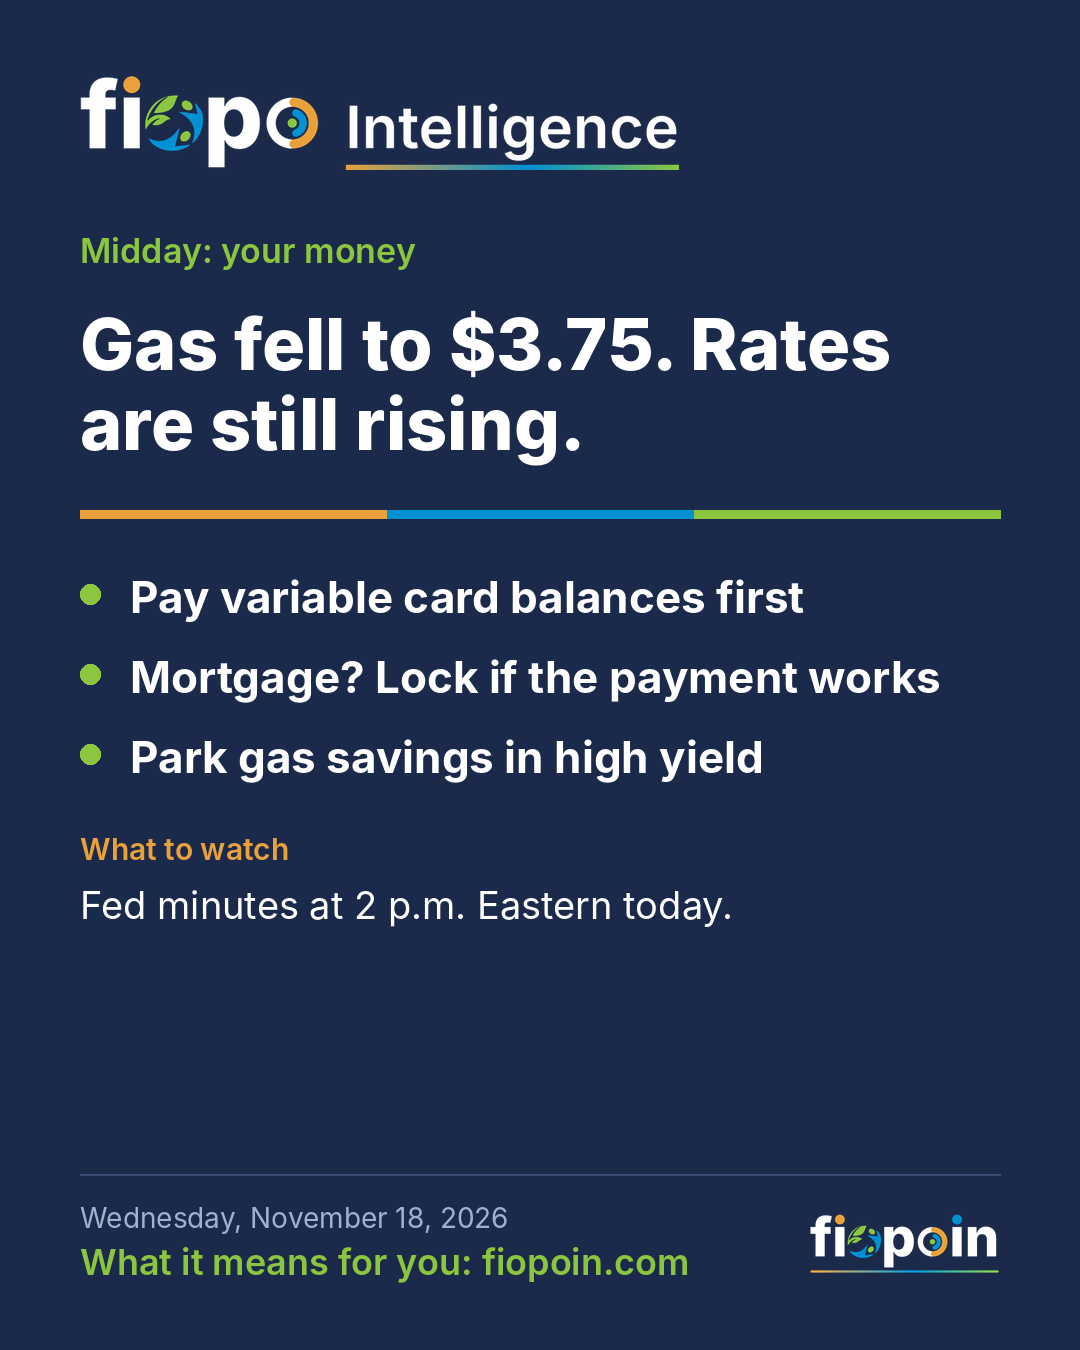 fiopo Intelligence
Midday: your money
Gas fell to $3.75. Rates
are still rising.
Pay variable card balances first
Mortgage? Lock if the payment works
Park gas savings in high yield
What to watch
Fed minutes at 2 p.m. Eastern today.
Wednesday, November 18, 2026
What it means for you: fiopoin.com
fiopoin